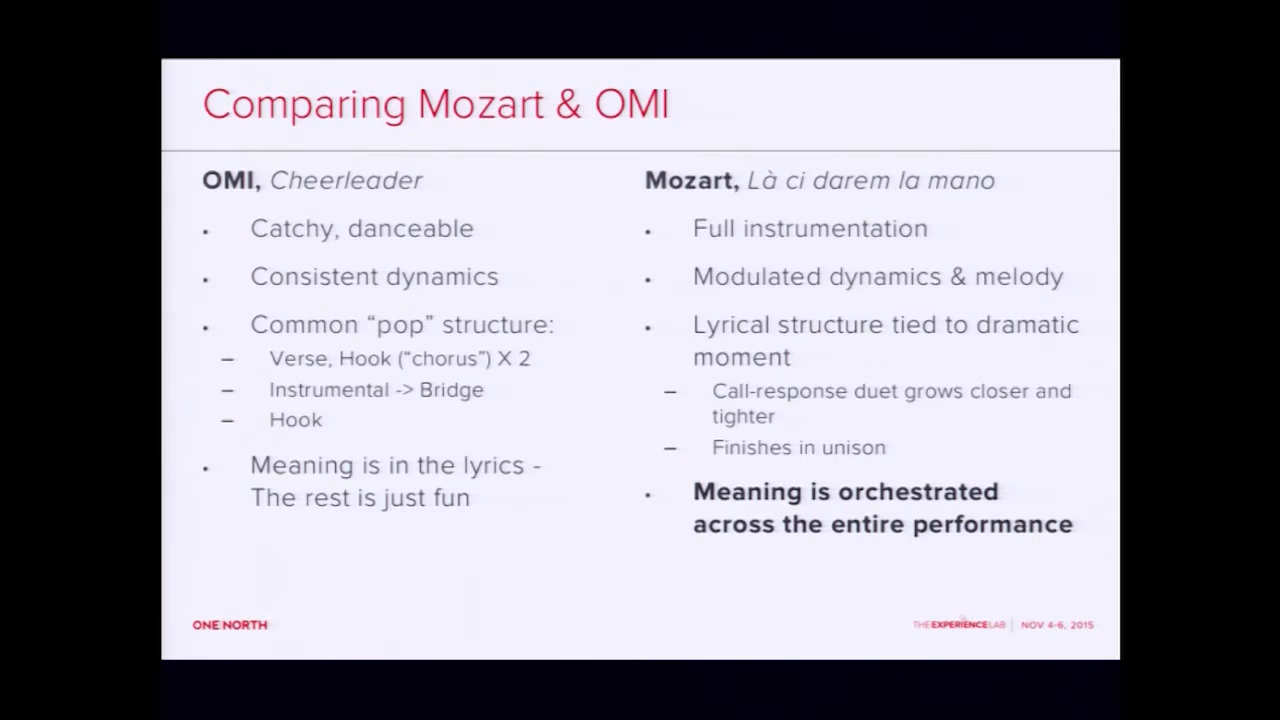 Comparing Mozart & OMI
OMI, Cheerleader
• Catchy, danceable
• Consistent dynamics
• Common “pop” structure:
– Verse, Hook (“chorus”) X 2
– Instrumental -> Bridge
– Hook
• Meaning is in the lyrics -
The rest is just fun
Mozart, Là ci darem la mano
• Full instrumentation
• Modulated dynamics & melody
• Lyrical structure tied to dramatic
moment
– Call-response duet grows closer and
tighter
– Finishes in unison
• Meaning is orchestrated
across the entire performance
ONE NORTH
THE EXPERIENCE LAB | NOV 4-6, 2015